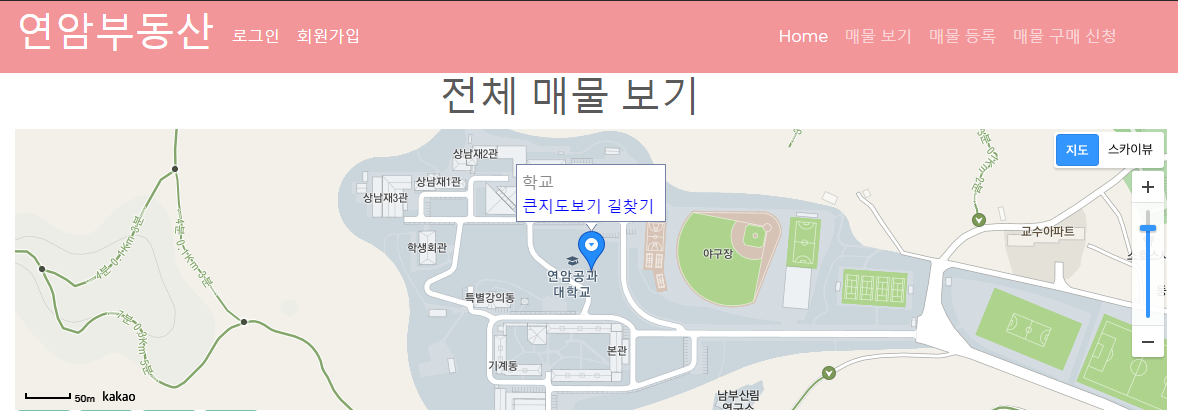 연암부동산 로그인 회원가입 Home 매물 보기 매물 등록 매물 구매 신청
전체 매물 보기
지도 스카이뷰
상남재2관
상남재1관
상남재3관
학교
큰지도보기 길찾기
학생회관
연암공과
대학교
야구장
교수아파트
특별강의동
본관
기계동
남부산림
연구소
50m kakao